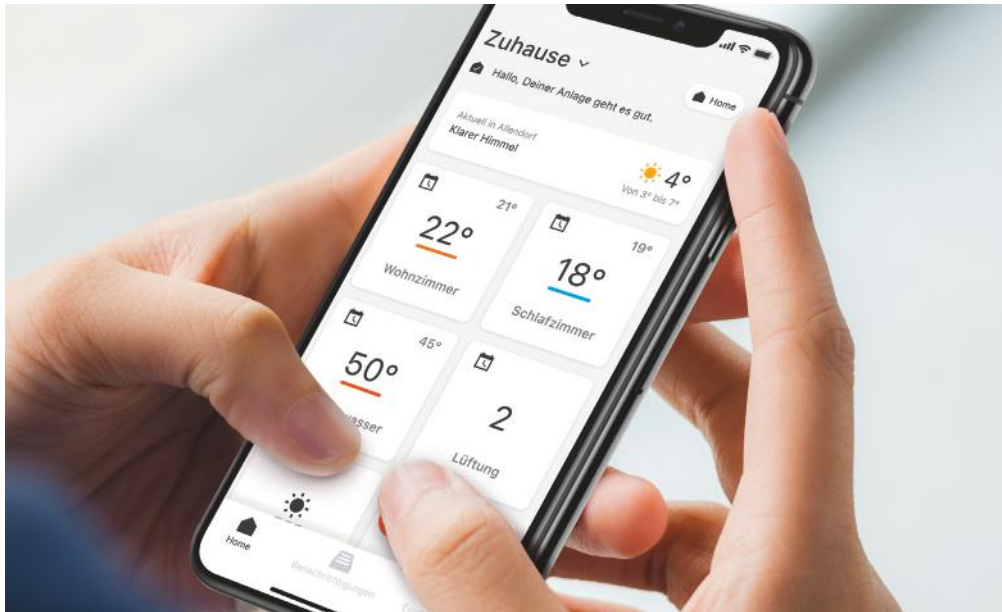 Zuhause
Hallo, Deiner Anlage geht es gut.
Home
Aktuell in Allendorf
Klarer Himmel
4°
Von 3° bis 7°
21°
22°
Wohnzimmer
19°
18°
Schlafzimmer
45°
50°
wasser
2
Lüftung
Home
Benachrichtigungen